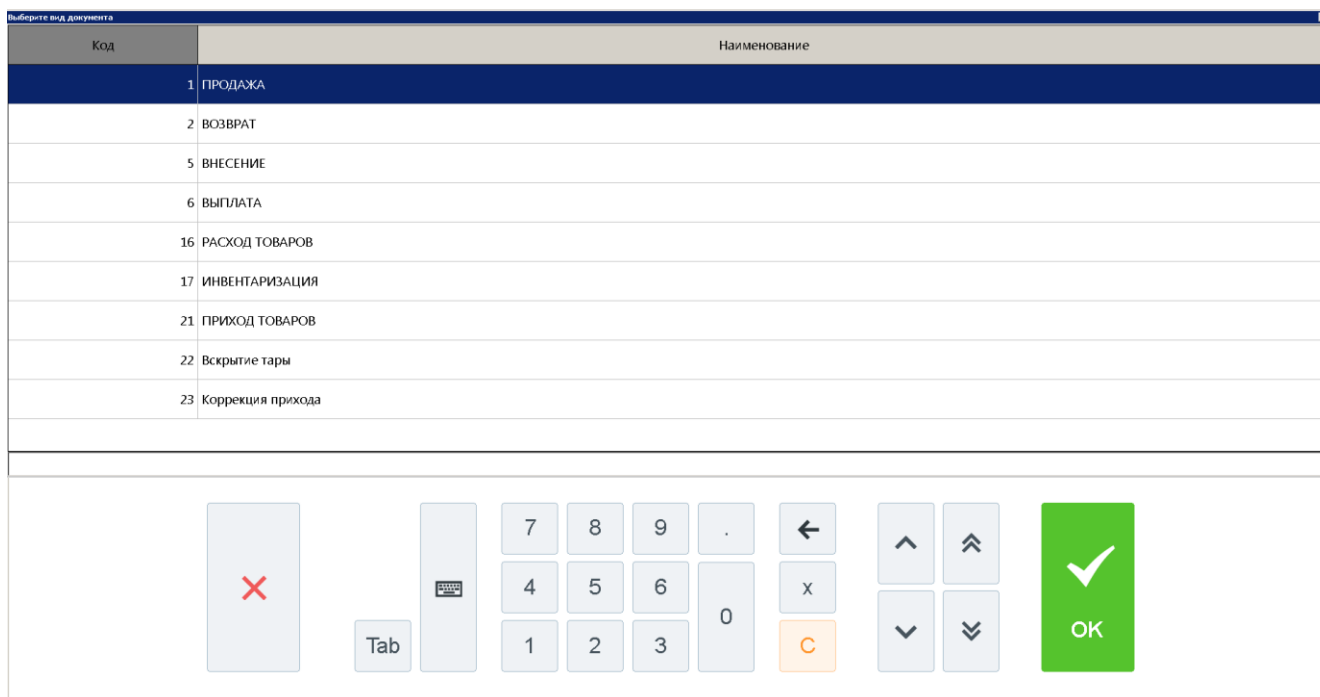 Выберите вид документа
Код Наименование
1 ПРОДАЖА
2 ВОЗВРАТ
5 ВНЕСЕНИЕ
6 ВЫПЛАТА
16 РАСХОД ТОВАРОВ
17 ИНВЕНТАРИЗАЦИЯ
21 ПРИХОД ТОВАРОВ
22 Вскрытие тары
23 Коррекция прихода
7 8 9 .
4 5 6 0 x
Tab 1 2 3 C OK